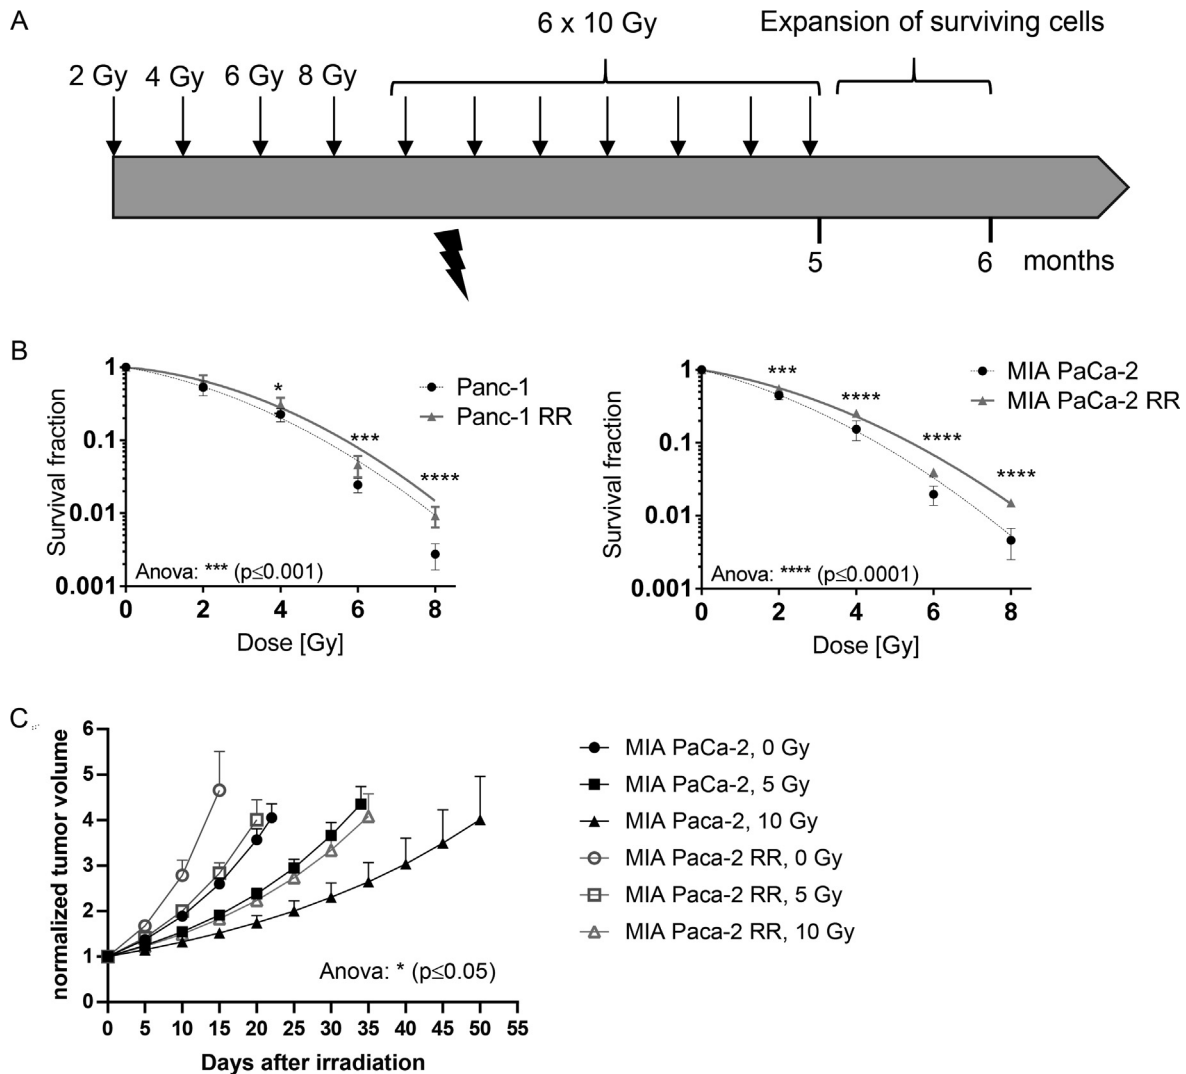 A
6 x 10 Gy
Expansion of surviving cells
2 Gy
4 Gy
6 Gy
8 Gy
5
6
months
B
Survival fraction
1
0.1
0.01
0.001
*
***
****
Anova: *** (p≤0.001)
0 2 4 6 8
Dose [Gy]
Panc-1
Panc-1 RR
Survival fraction
1
0.1
0.01
0.001
***
****
****
****
Anova: **** (p≤0.0001)
0 2 4 6 8
Dose [Gy]
MIA PaCa-2
MIA PaCa-2 RR
C
normalized tumor volume
6
5
4
3
2
1
0
Anova: * (p≤0.05)
0 5 10 15 20 25 30 35 40 45 50 55
Days after irradiation
MIA PaCa-2, 0 Gy
MIA PaCa-2, 5 Gy
MIA Paca-2, 10 Gy
MIA Paca-2 RR, 0 Gy
MIA Paca-2 RR, 5 Gy
MIA Paca-2 RR, 10 Gy